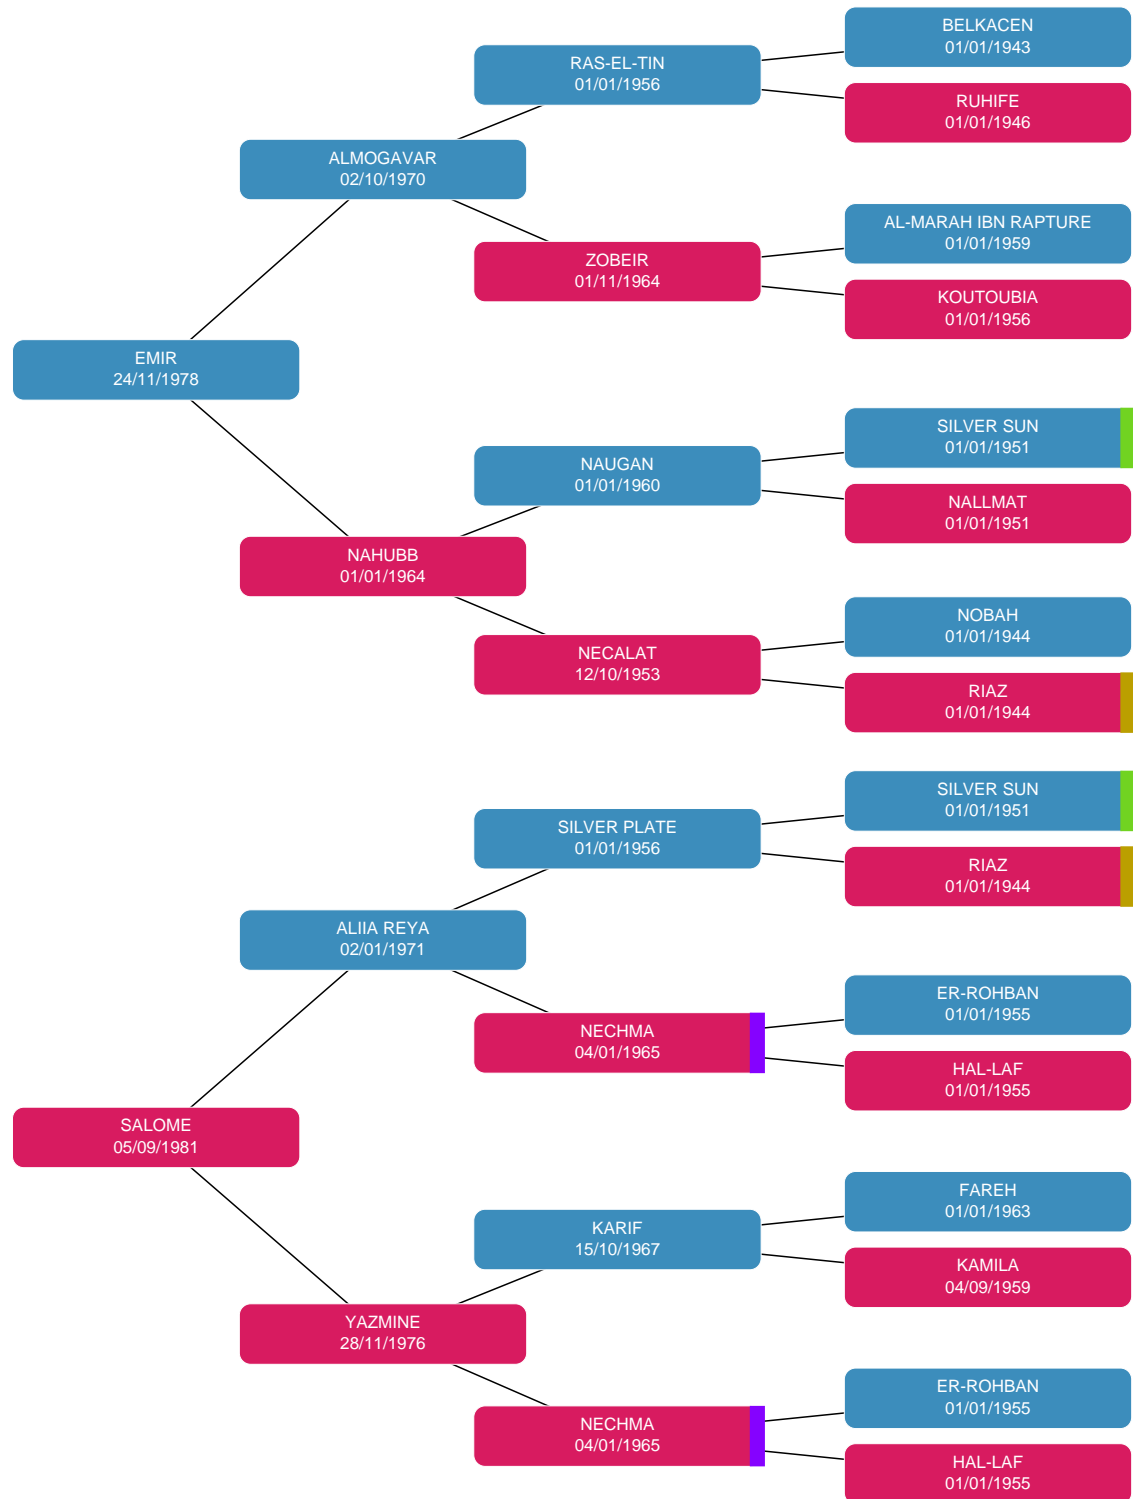 BELKACEN
01/01/1943
RAS-EL-TIN
01/01/1956
RUHIFE
01/01/1946
ALMOGAVAR
02/10/1970
AL-MARAH IBN RAPTURE
01/01/1959
ZOBEIR
01/11/1964
KOUTOUBIA
01/01/1956
EMIR
24/11/1978
SILVER SUN
01/01/1951
NAUGAN
01/01/1960
NALLMAT
01/01/1951
NAHUBB
01/01/1964
NOBAH
01/01/1944
NECALAT
12/10/1953
RIAZ
01/01/1944
SILVER SUN
01/01/1951
SILVER PLATE
01/01/1956
RIAZ
01/01/1944
ALIIA REYA
02/01/1971
ER-ROHBAN
01/01/1955
NECHMA
04/01/1965
HAL-LAF
01/01/1955
SALOME
05/09/1981
FAREH
01/01/1963
KARIF
15/10/1967
KAMILA
04/09/1959
YAZMINE
28/11/1976
ER-ROHBAN
01/01/1955
NECHMA
04/01/1965
HAL-LAF
01/01/1955